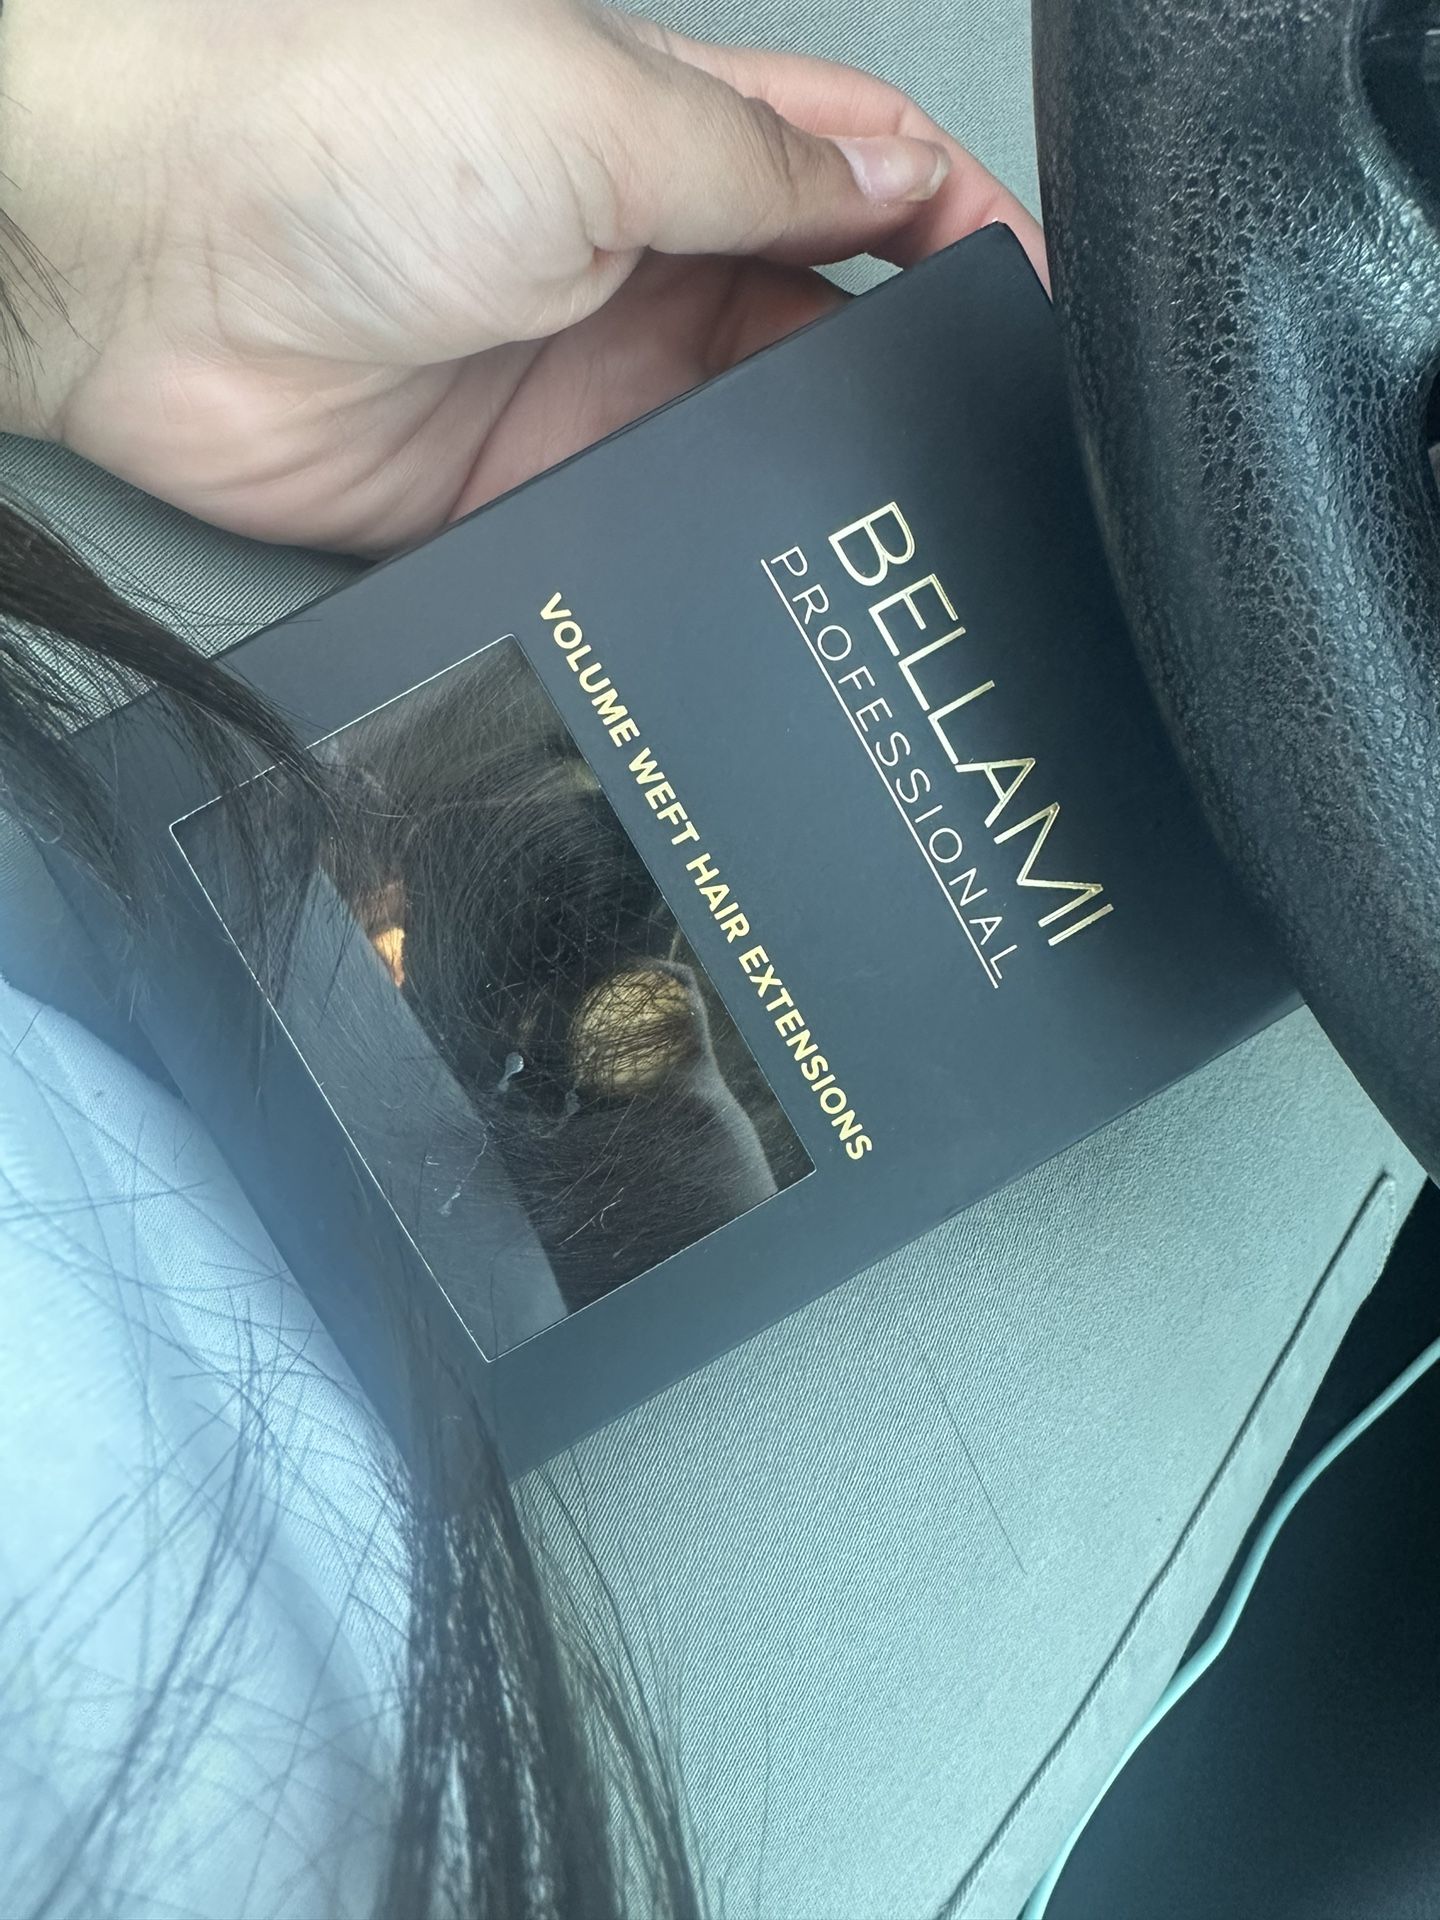 BELLAMI
PROFESSIONAL
VOLUME WEFT HAIR EXTENSIONS